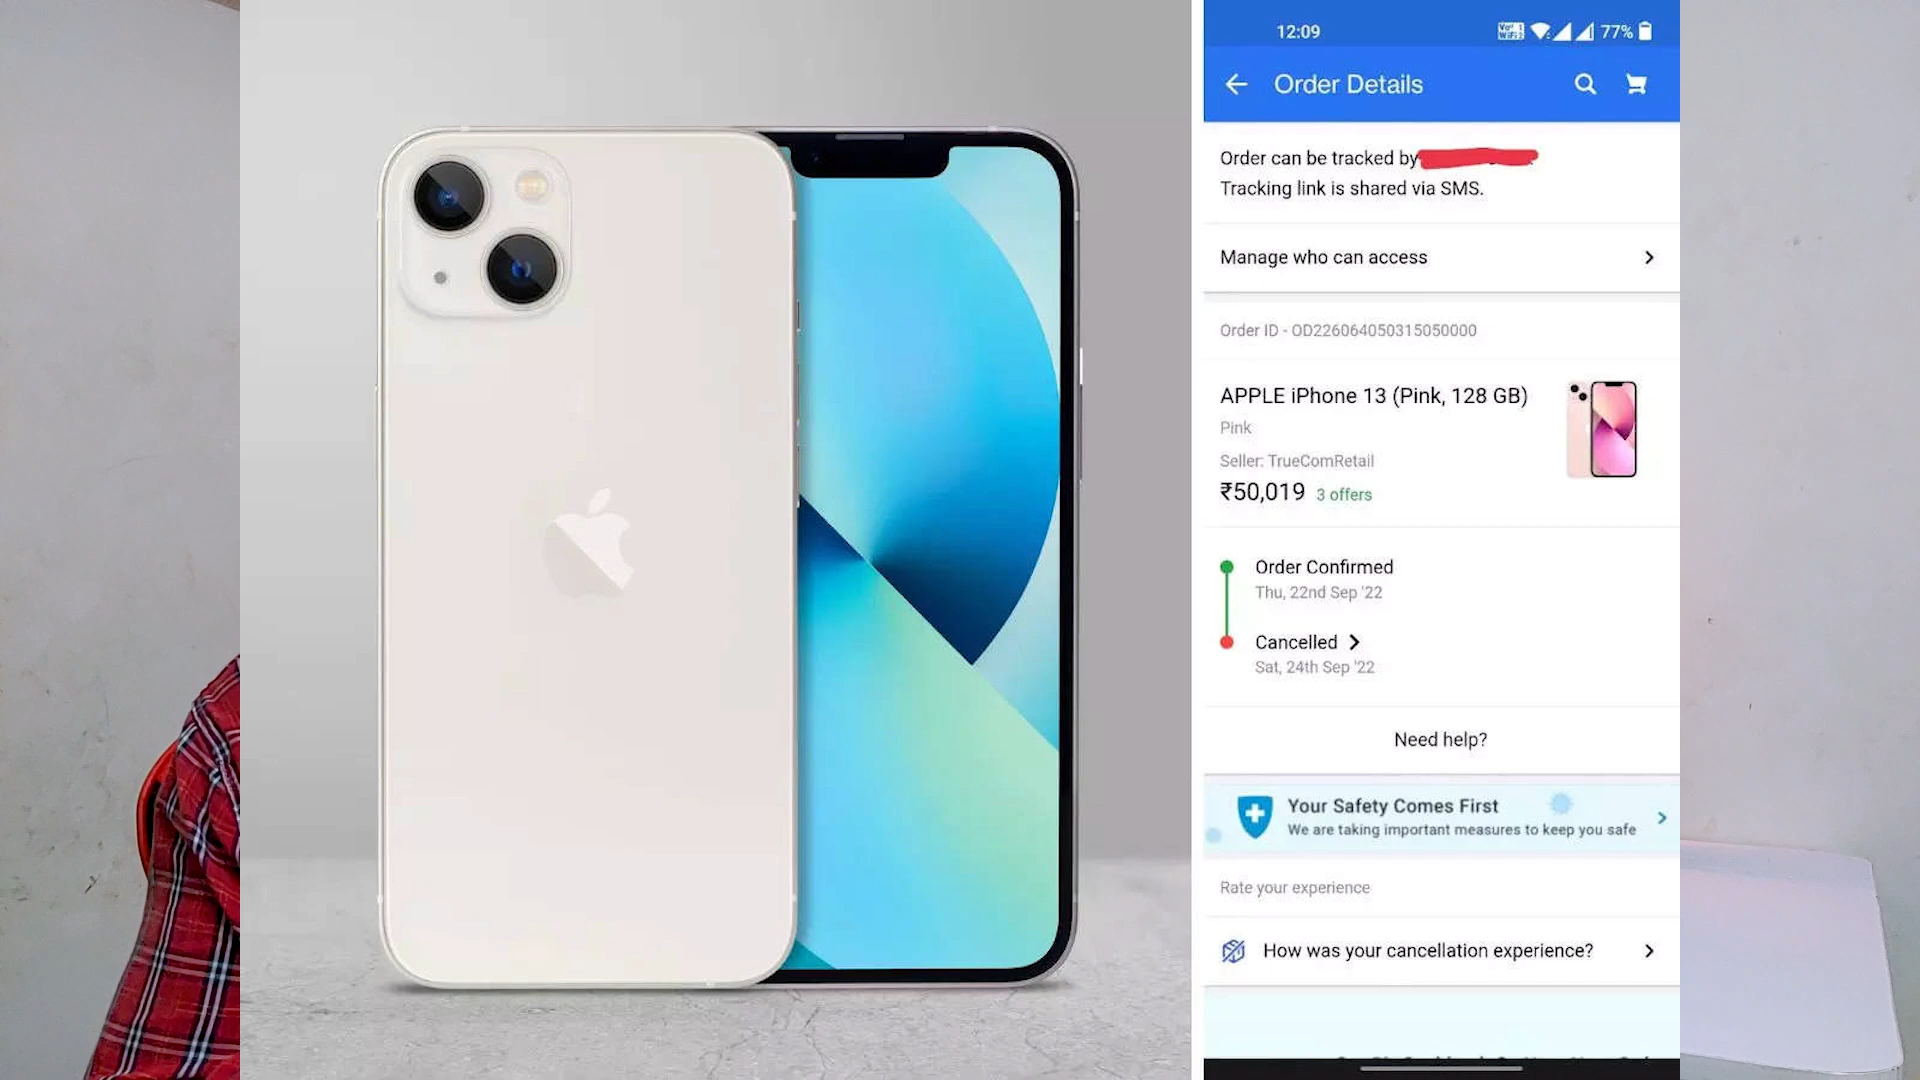 12:09
77%
Order Details
Order can be tracked by
Tracking link is shared via SMS.
Manage who can access
Order ID - OD226064050315050000
APPLE iPhone 13 (Pink, 128 GB)
Pink
Seller: TrueComRetail
₹50,019 3 offers
Order Confirmed
Thu, 22nd Sep '22
Cancelled
Sat, 24th Sep '22
Need help?
Your Safety Comes First
We are taking important measures to keep you safe
Rate your experience
How was your cancellation experience?